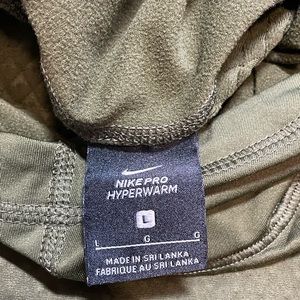 NIKE PRO
HYPERWARM
L
L G G
MADE IN SRI LANKA
FABRIQUE AU SRI LANKA